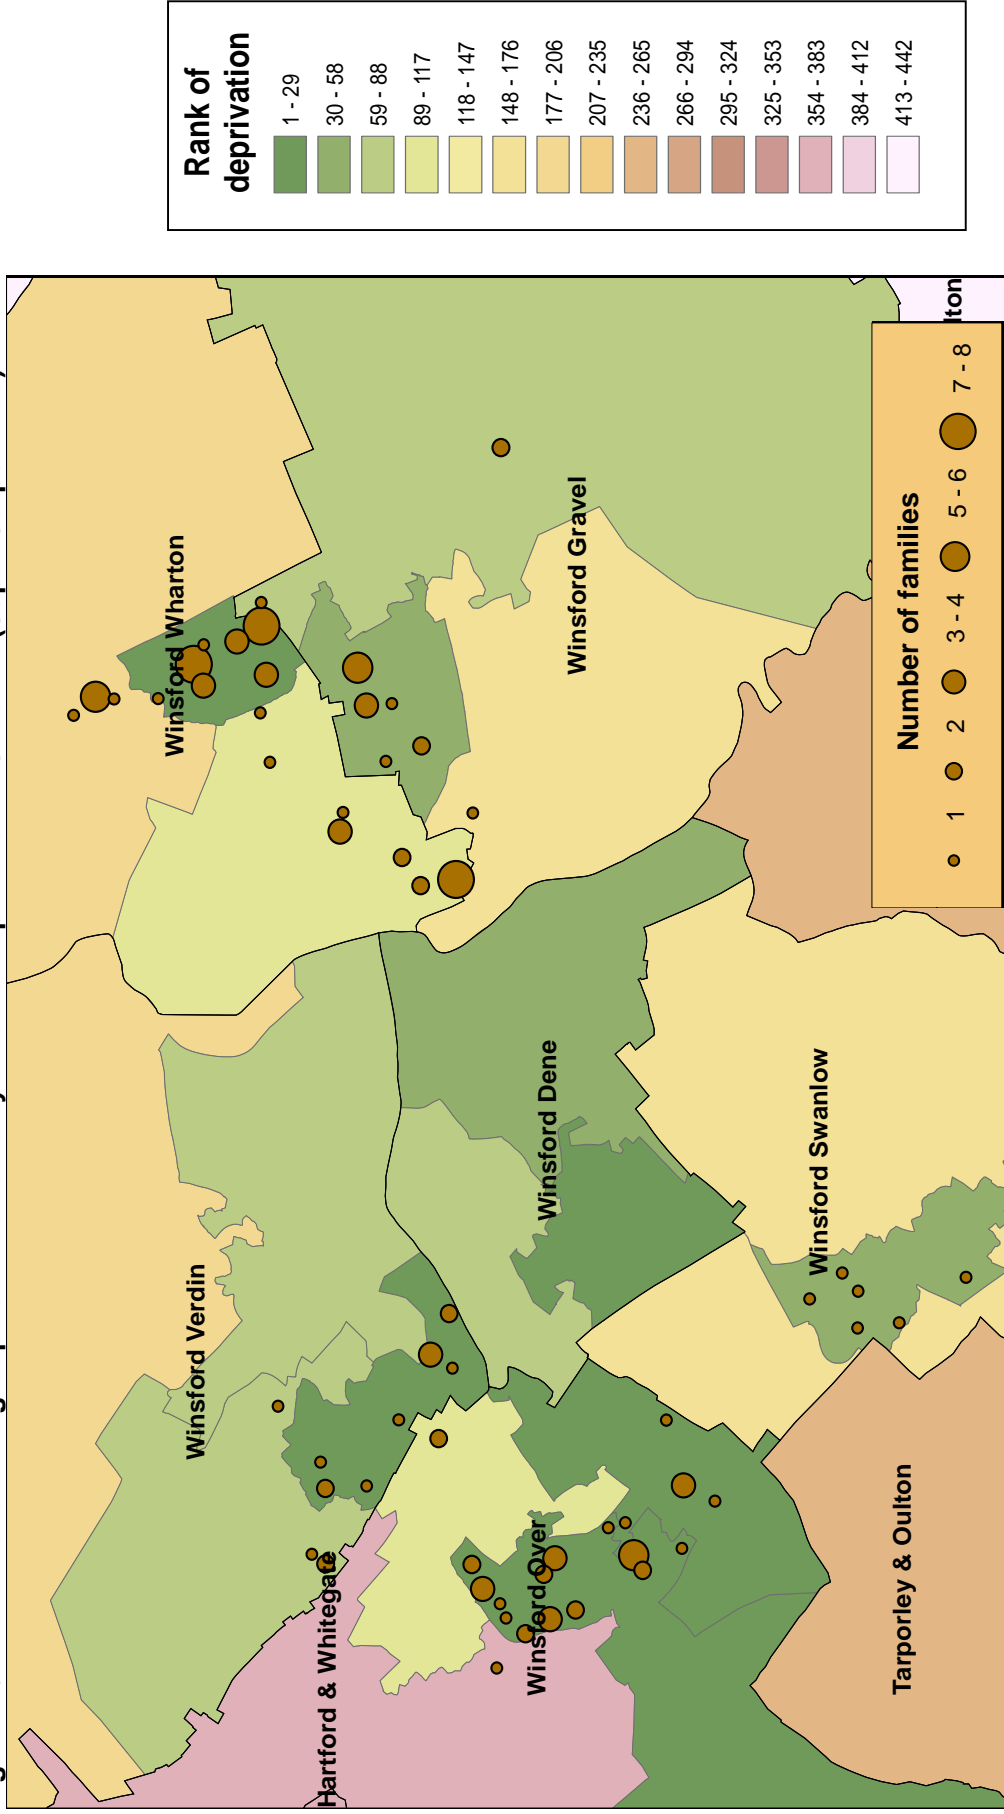 Rank of
deprivation
1 - 29
30 - 58
59 - 88
89 - 117
118 - 147
148 - 176
177 - 206
207 - 235
236 - 265
266 - 294
295 - 324
325 - 353
354 - 383
384 - 412
413 - 442
Winsford Wharton
Winsford Verdin
Hartford & Whitegate
Winsford Gravel
Winsford Dene
Winsford Over
Winsford Swanlow
Tarporley & Oulton
lton
Number of families
1 2 3 - 4 5 - 6 7 - 8